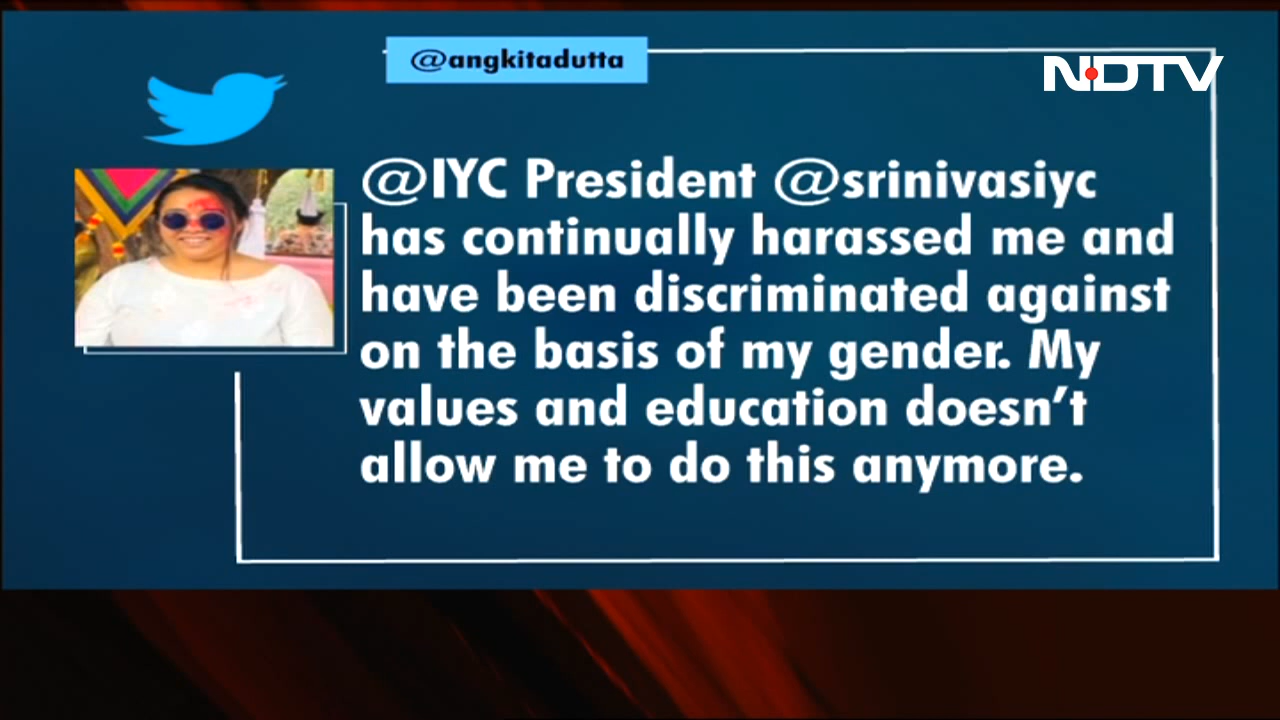 @angkitadutta
NDTV
@IYC President @srinivasiyc
has continually harassed me and
have been discriminated against
on the basis of my gender. My
values and education doesn't
allow me to do this anymore.